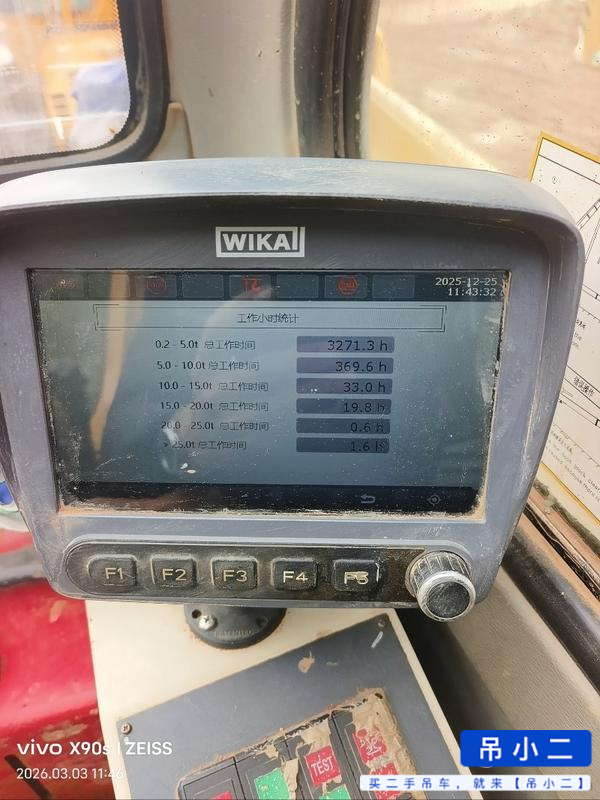 WIKAI
2025-12-25
11:43:32
工作小时统计
0.2 - 5.0t 总工作时间 3271.3 h
5.0 - 10.0t 总工作时间 369.6 h
10.0 - 15.0t 总工作时间 33.0 h
15.0 - 20.0t 总工作时间 19.8 h
20.0 - 25.0t 总工作时间 0.6 h
> 25.0t 总工作时间 1.6 h
F1 F2 F3 F4 F5
TEST
vivo X90s | ZEISS
2026.03.03 11:46
吊小二
买二手吊车，就来【吊小二】